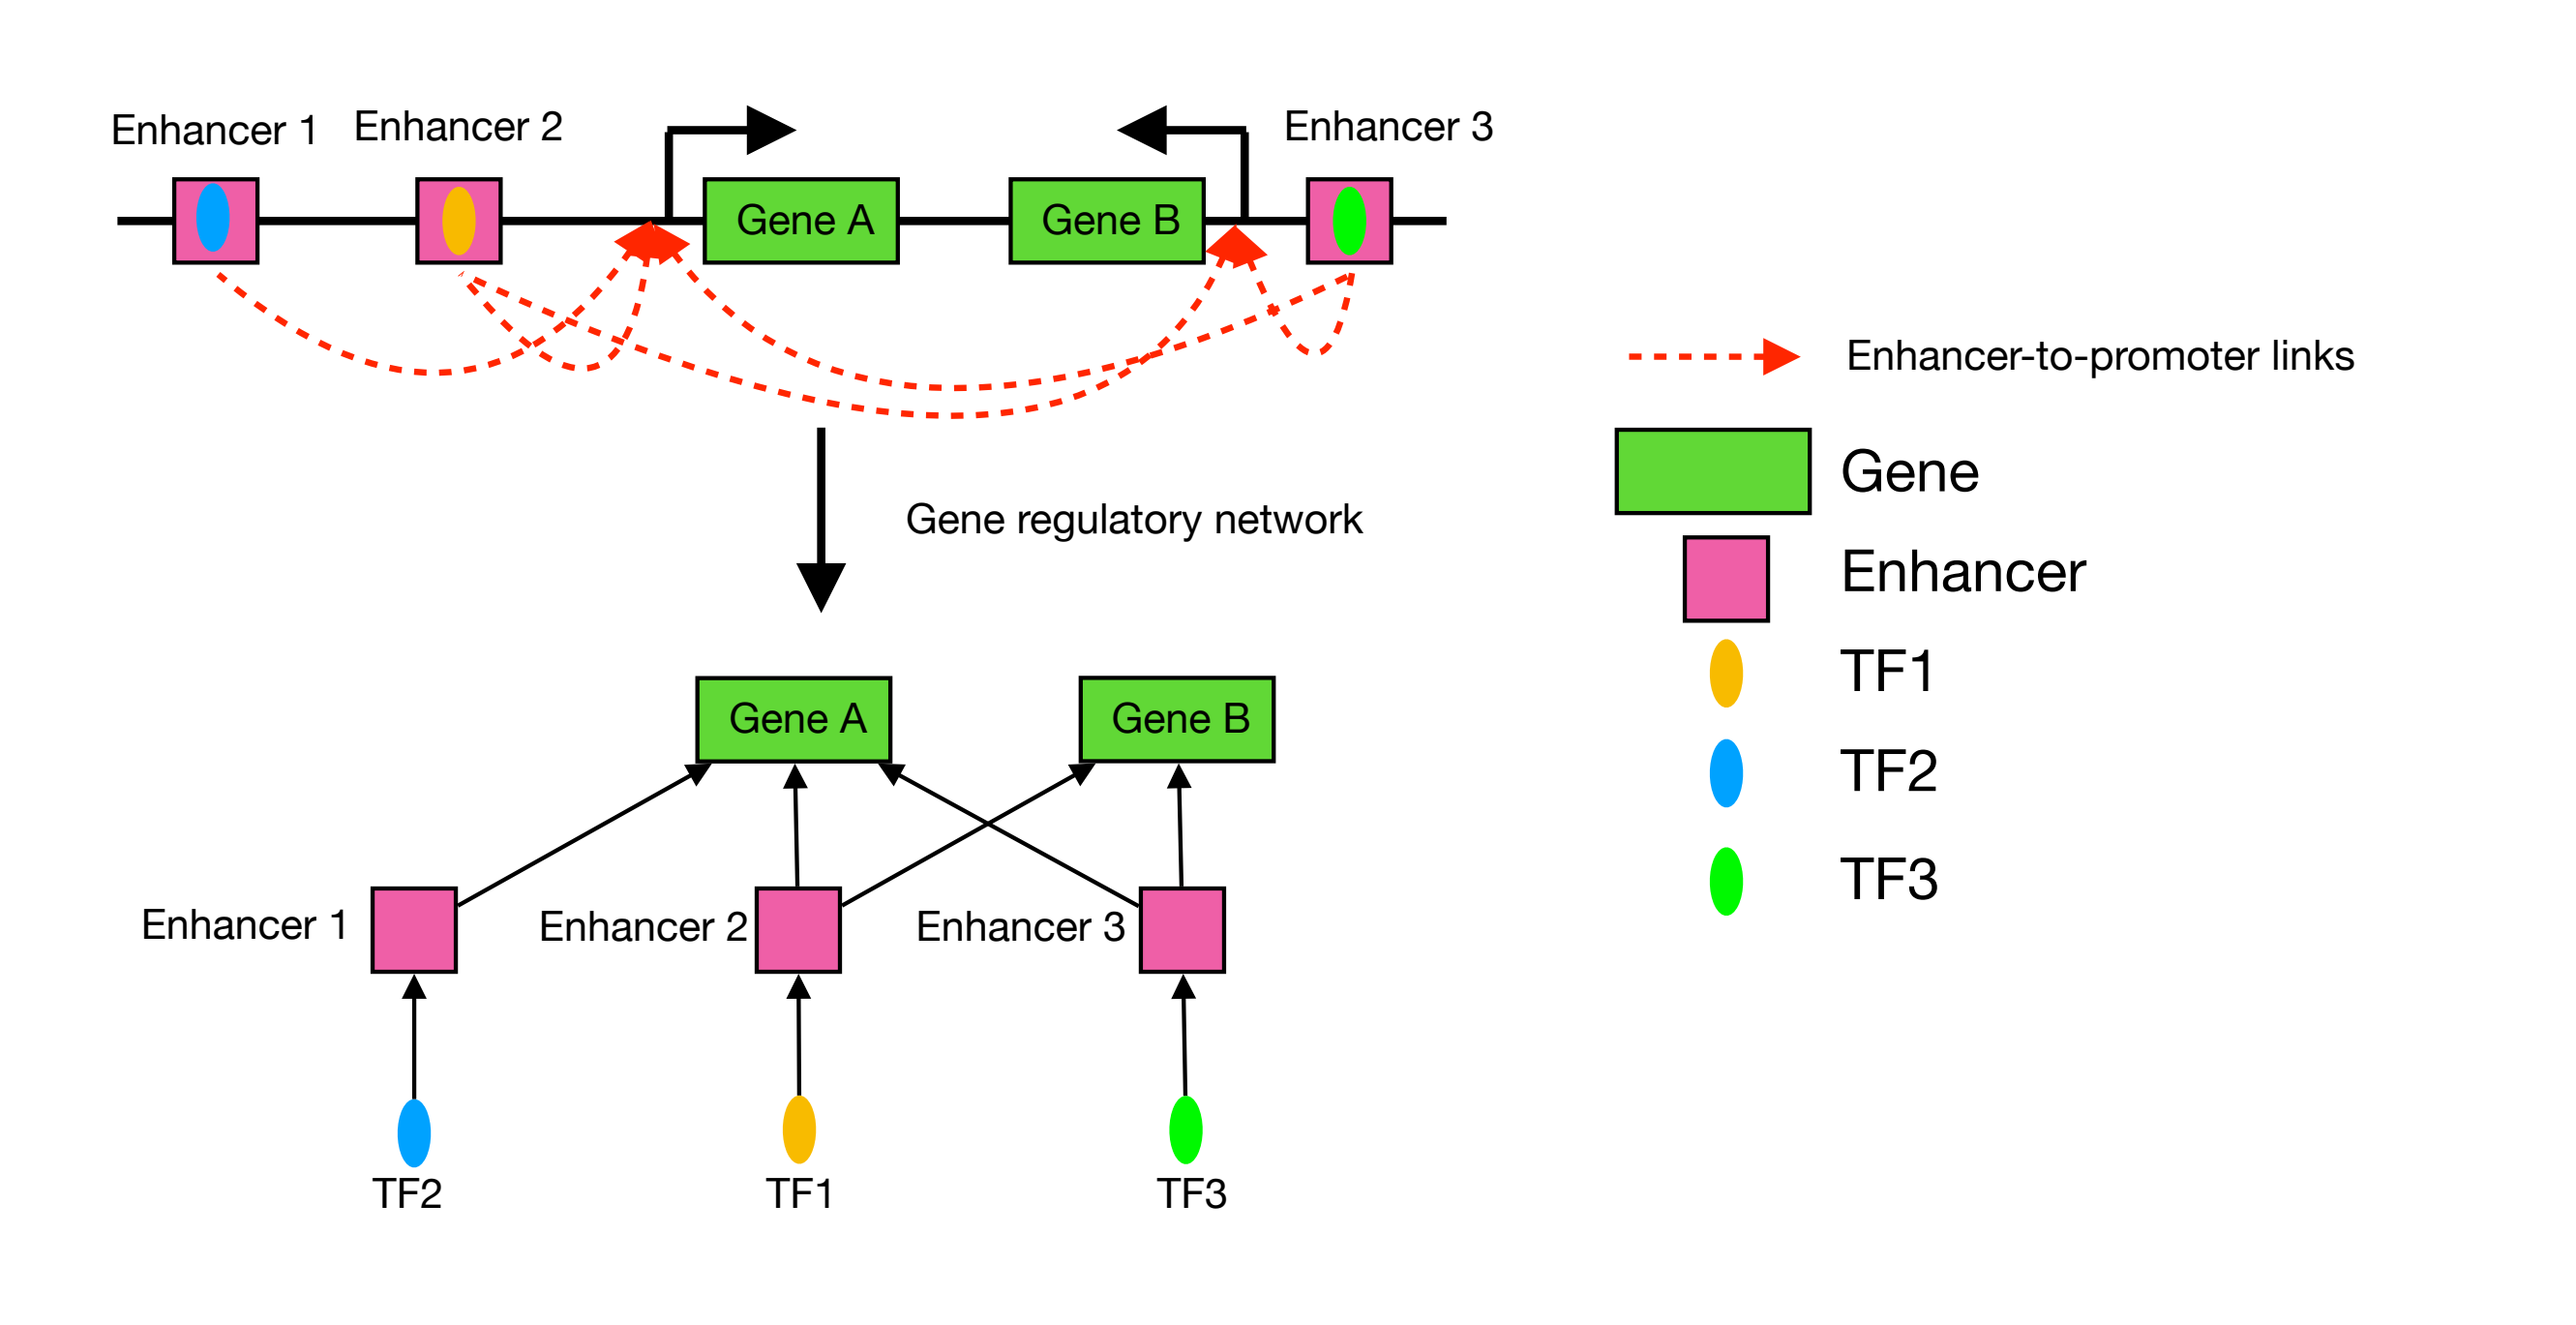 Enhancer 1
Enhancer 2
Enhancer 3
Gene A
Gene B
Enhancer-to-promoter links
Gene
Enhancer
TF1
TF2
TF3
Gene regulatory network
Gene A
Gene B
Enhancer 1
Enhancer 2
Enhancer 3
TF2
TF1
TF3